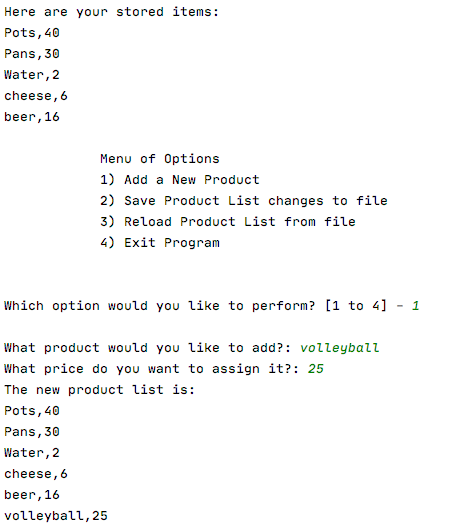 Here are your stored items:
Pots,40
Pans,30
Water,2
cheese,6
beer,16
Menu of Options
1) Add a New Product
2) Save Product List changes to file
3) Reload Product List from file
4) Exit Program
Which option would you like to perform? [1 to 4] - 1
What product would you like to add?: volleyball
What price do you want to assign it?: 25
The new product list is:
Pots,40
Pans,30
Water,2
cheese,6
beer,16
volleyball,25